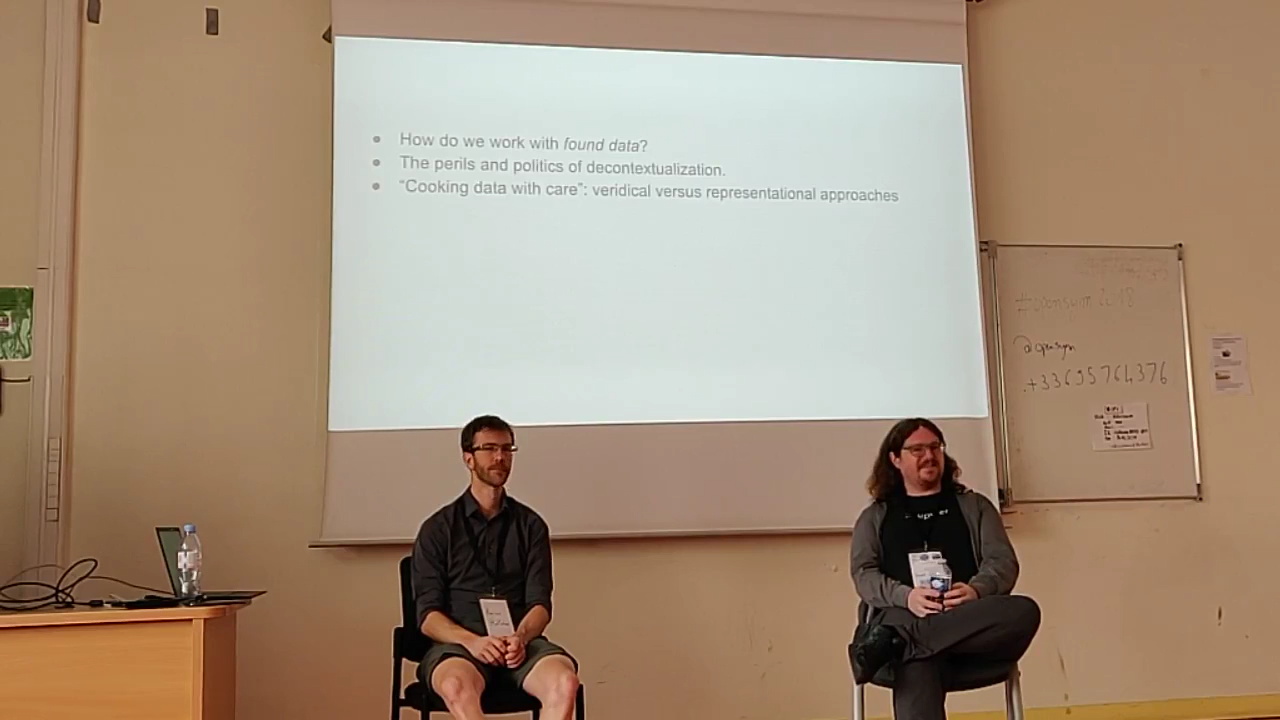 • How do we work with found data?
• The perils and politics of decontextualization.
• “Cooking data with care”: veridical versus representational approaches
#opensym2018
@opensym
+33695764376